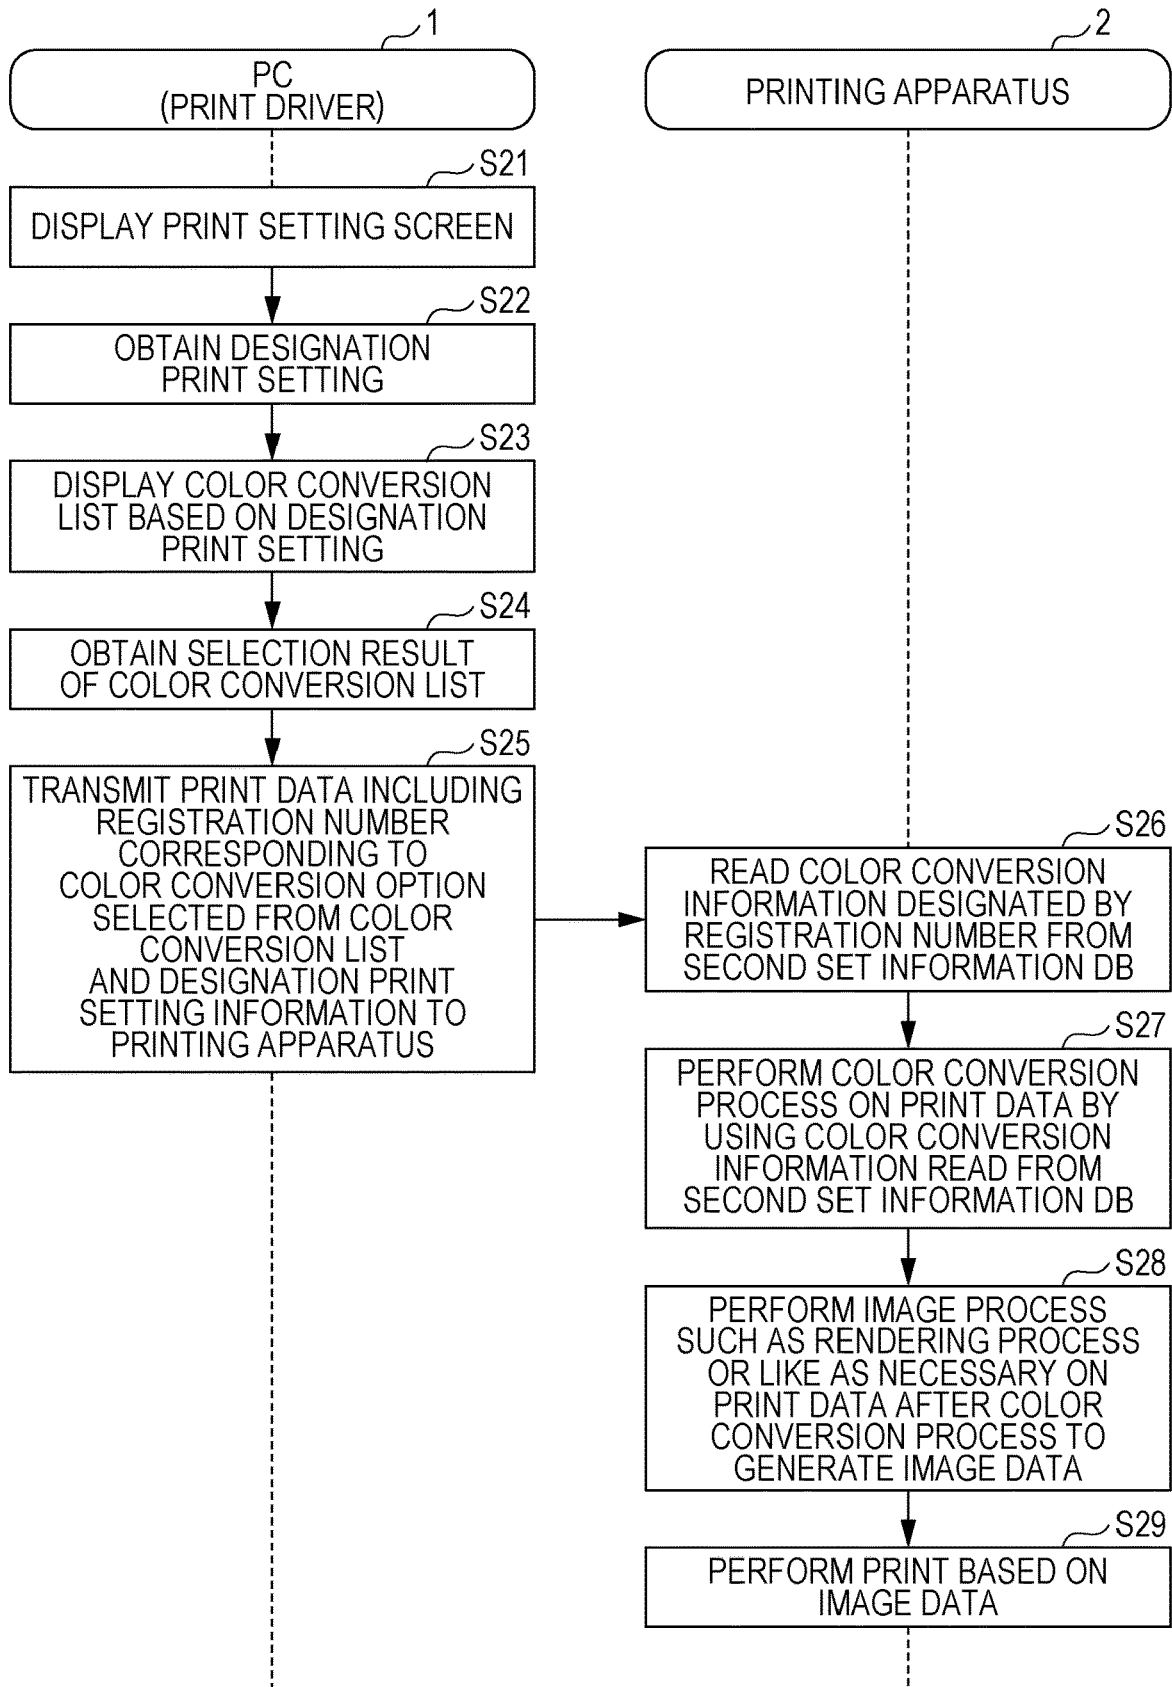 1
PC
(PRINT DRIVER)
2
PRINTING APPARATUS
S21
DISPLAY PRINT SETTING SCREEN
S22
OBTAIN DESIGNATION
PRINT SETTING
S23
DISPLAY COLOR CONVERSION
LIST BASED ON DESIGNATION
PRINT SETTING
S24
OBTAIN SELECTION RESULT
OF COLOR CONVERSION LIST
S25
TRANSMIT PRINT DATA INCLUDING
REGISTRATION NUMBER
CORRESPONDING TO
COLOR CONVERSION OPTION
SELECTED FROM COLOR
CONVERSION LIST
AND DESIGNATION PRINT
SETTING INFORMATION TO
PRINTING APPARATUS
S26
READ COLOR CONVERSION
INFORMATION DESIGNATED BY
REGISTRATION NUMBER FROM
SECOND SET INFORMATION DB
S27
PERFORM COLOR CONVERSION
PROCESS ON PRINT DATA BY
USING COLOR CONVERSION
INFORMATION READ FROM
SECOND SET INFORMATION DB
S28
PERFORM IMAGE PROCESS
SUCH AS RENDERING PROCESS
OR LIKE AS NECESSARY ON
PRINT DATA AFTER COLOR
CONVERSION PROCESS TO
GENERATE IMAGE DATA
S29
PERFORM PRINT BASED ON
IMAGE DATA